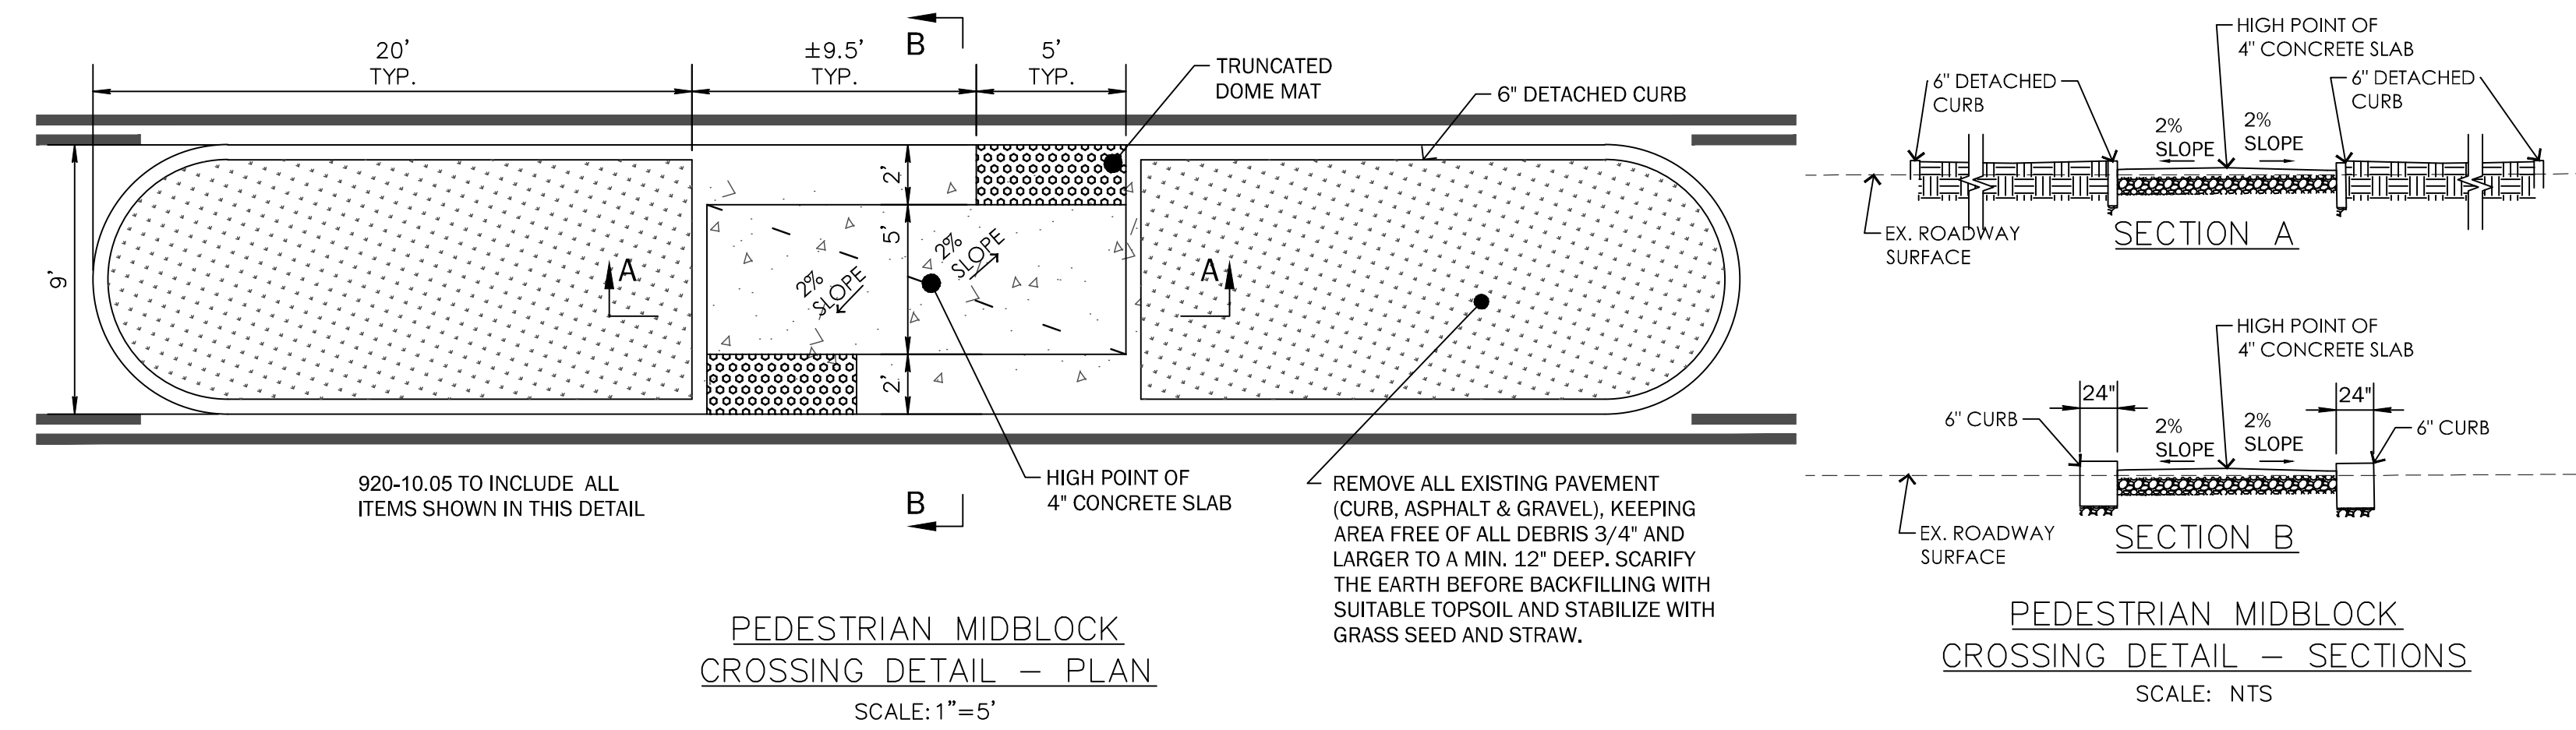 20'
TYP.
±9.5'
TYP.
B
5'
TYP.
TRUNCATED
DOME MAT
6" DETACHED CURB
9'
2'
5'
2'
A
A
2%
SLOPE
2%
SLOPE
B
920-10.05 TO INCLUDE ALL
ITEMS SHOWN IN THIS DETAIL
HIGH POINT OF
4" CONCRETE SLAB
REMOVE ALL EXISTING PAVEMENT
(CURB, ASPHALT & GRAVEL), KEEPING
AREA FREE OF ALL DEBRIS 3/4" AND
LARGER TO A MIN. 12" DEEP. SCARIFY
THE EARTH BEFORE BACKFILLING WITH
SUITABLE TOPSOIL AND STABILIZE WITH
GRASS SEED AND STRAW.
PEDESTRIAN MIDBLOCK
CROSSING DETAIL – PLAN
SCALE: 1"=5'
HIGH POINT OF
4" CONCRETE SLAB
6" DETACHED
CURB
6" DETACHED
CURB
2%
SLOPE
2%
SLOPE
EX. ROADWAY
SURFACE
SECTION A
HIGH POINT OF
4" CONCRETE SLAB
24"
24"
6" CURB
2%
SLOPE
2%
SLOPE
6" CURB
EX. ROADWAY
SURFACE
SECTION B
PEDESTRIAN MIDBLOCK
CROSSING DETAIL – SECTIONS
SCALE: NTS